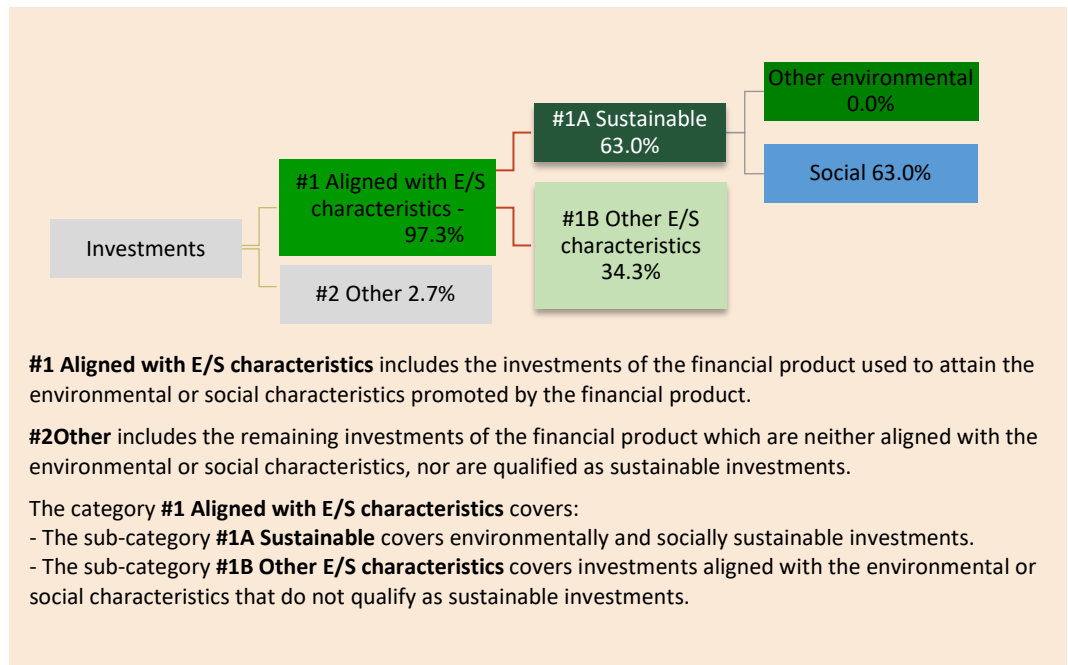 Other environmental
0.0%
#1A Sustainable
63.0%
Social 63.0%
#1 Aligned with E/S
characteristics -
97.3%
#1B Other E/S
characteristics
34.3%
Investments
#2 Other 2.7%
#1 Aligned with E/S characteristics includes the investments of the financial product used to attain the
environmental or social characteristics promoted by the financial product.
#2Other includes the remaining investments of the financial product which are neither aligned with the
environmental or social characteristics, nor are qualified as sustainable investments.
The category #1 Aligned with E/S characteristics covers:
- The sub-category #1A Sustainable covers environmentally and socially sustainable investments.
- The sub-category #1B Other E/S characteristics covers investments aligned with the environmental or
social characteristics that do not qualify as sustainable investments.